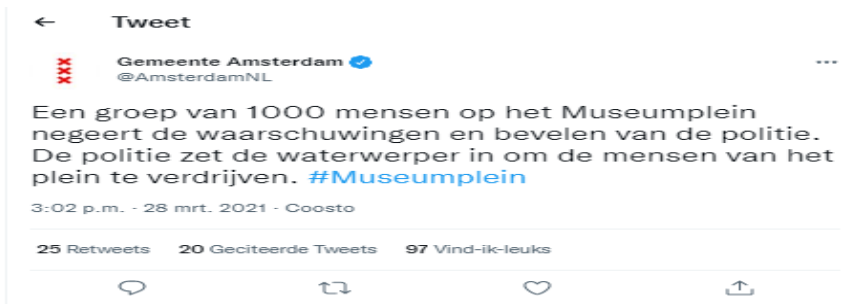 ← Tweet
Gemeente Amsterdam
@AmsterdamNL
Een groep van 1000 mensen op het Museumplein
negeert de waarschuwingen en bevelen van de politie.
De politie zet de waterwerper in om de mensen van het
plein te verdrijven. #Museumplein
3:02 p.m. · 28 mrt. 2021 · Coosto
25 Retweets 20 Geciteerde Tweets 97 Vind-ik-leuks